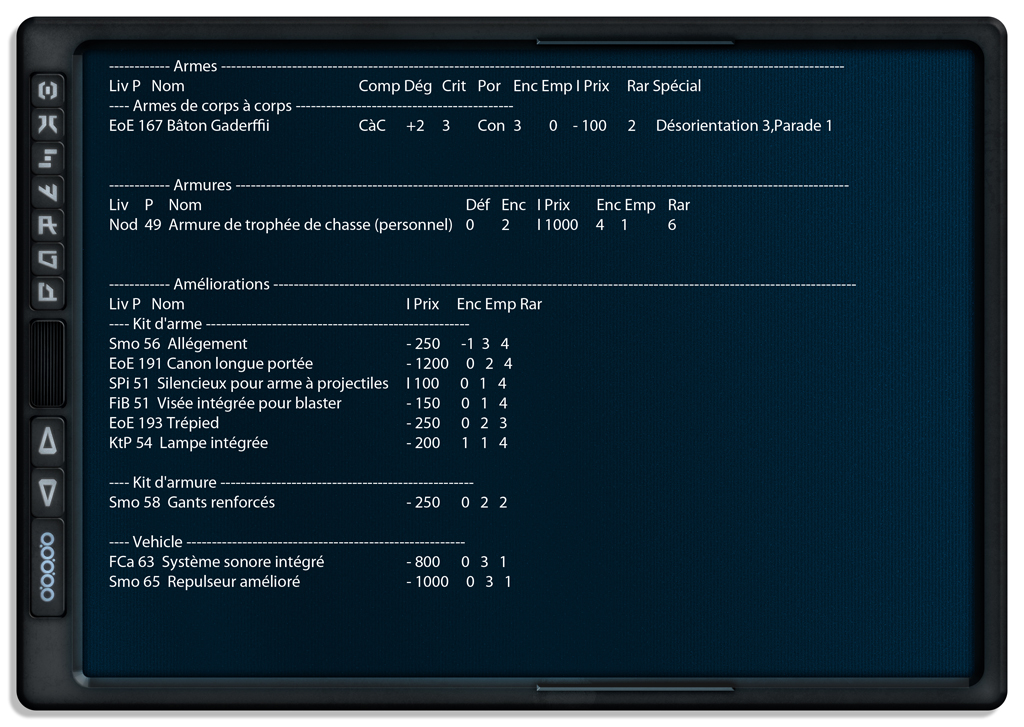 ------------ Armes ------------------------------------------------------------------------------------------------------------------------
Liv P Nom Comp Dég Crit Por Enc Emp I Prix Rar Spécial
---- Armes de corps à corps -------------------------------------------
EoE 167 Bâton Gaderffii CàC +2 3 Con 3 0 - 100 2 Désorientation 3,Parade 1
------------ Armures ------------------------------------------------------------------------------------------------------------------------
Liv P Nom Déf Enc I Prix Enc Emp Rar
Nod 49 Armure de trophée de chasse (personnel) 0 2 I 1000 4 1 6
------------ Améliorations -------------------------------------------------------------------------------------------------------------------
Liv P Nom I Prix Enc Emp Rar
---- Kit d'arme ----------------------------------------------------
Smo 56 Allégement - 250 -1 3 4
EoE 191 Canon longue portée - 1200 0 2 4
SPi 51 Silencieux pour arme à projectiles I 100 0 1 4
FiB 51 Visée intégrée pour blaster - 150 0 1 4
EoE 193 Trépied - 250 0 2 3
KtP 54 Lampe intégrée - 200 1 1 4
---- Kit d'armure --------------------------------------------------
Smo 58 Gants renforcés - 250 0 2 2
---- Vehicle -------------------------------------------------------
FCa 63 Système sonore intégré - 800 0 3 1
Smo 65 Repulseur amélioré - 1000 0 3 1